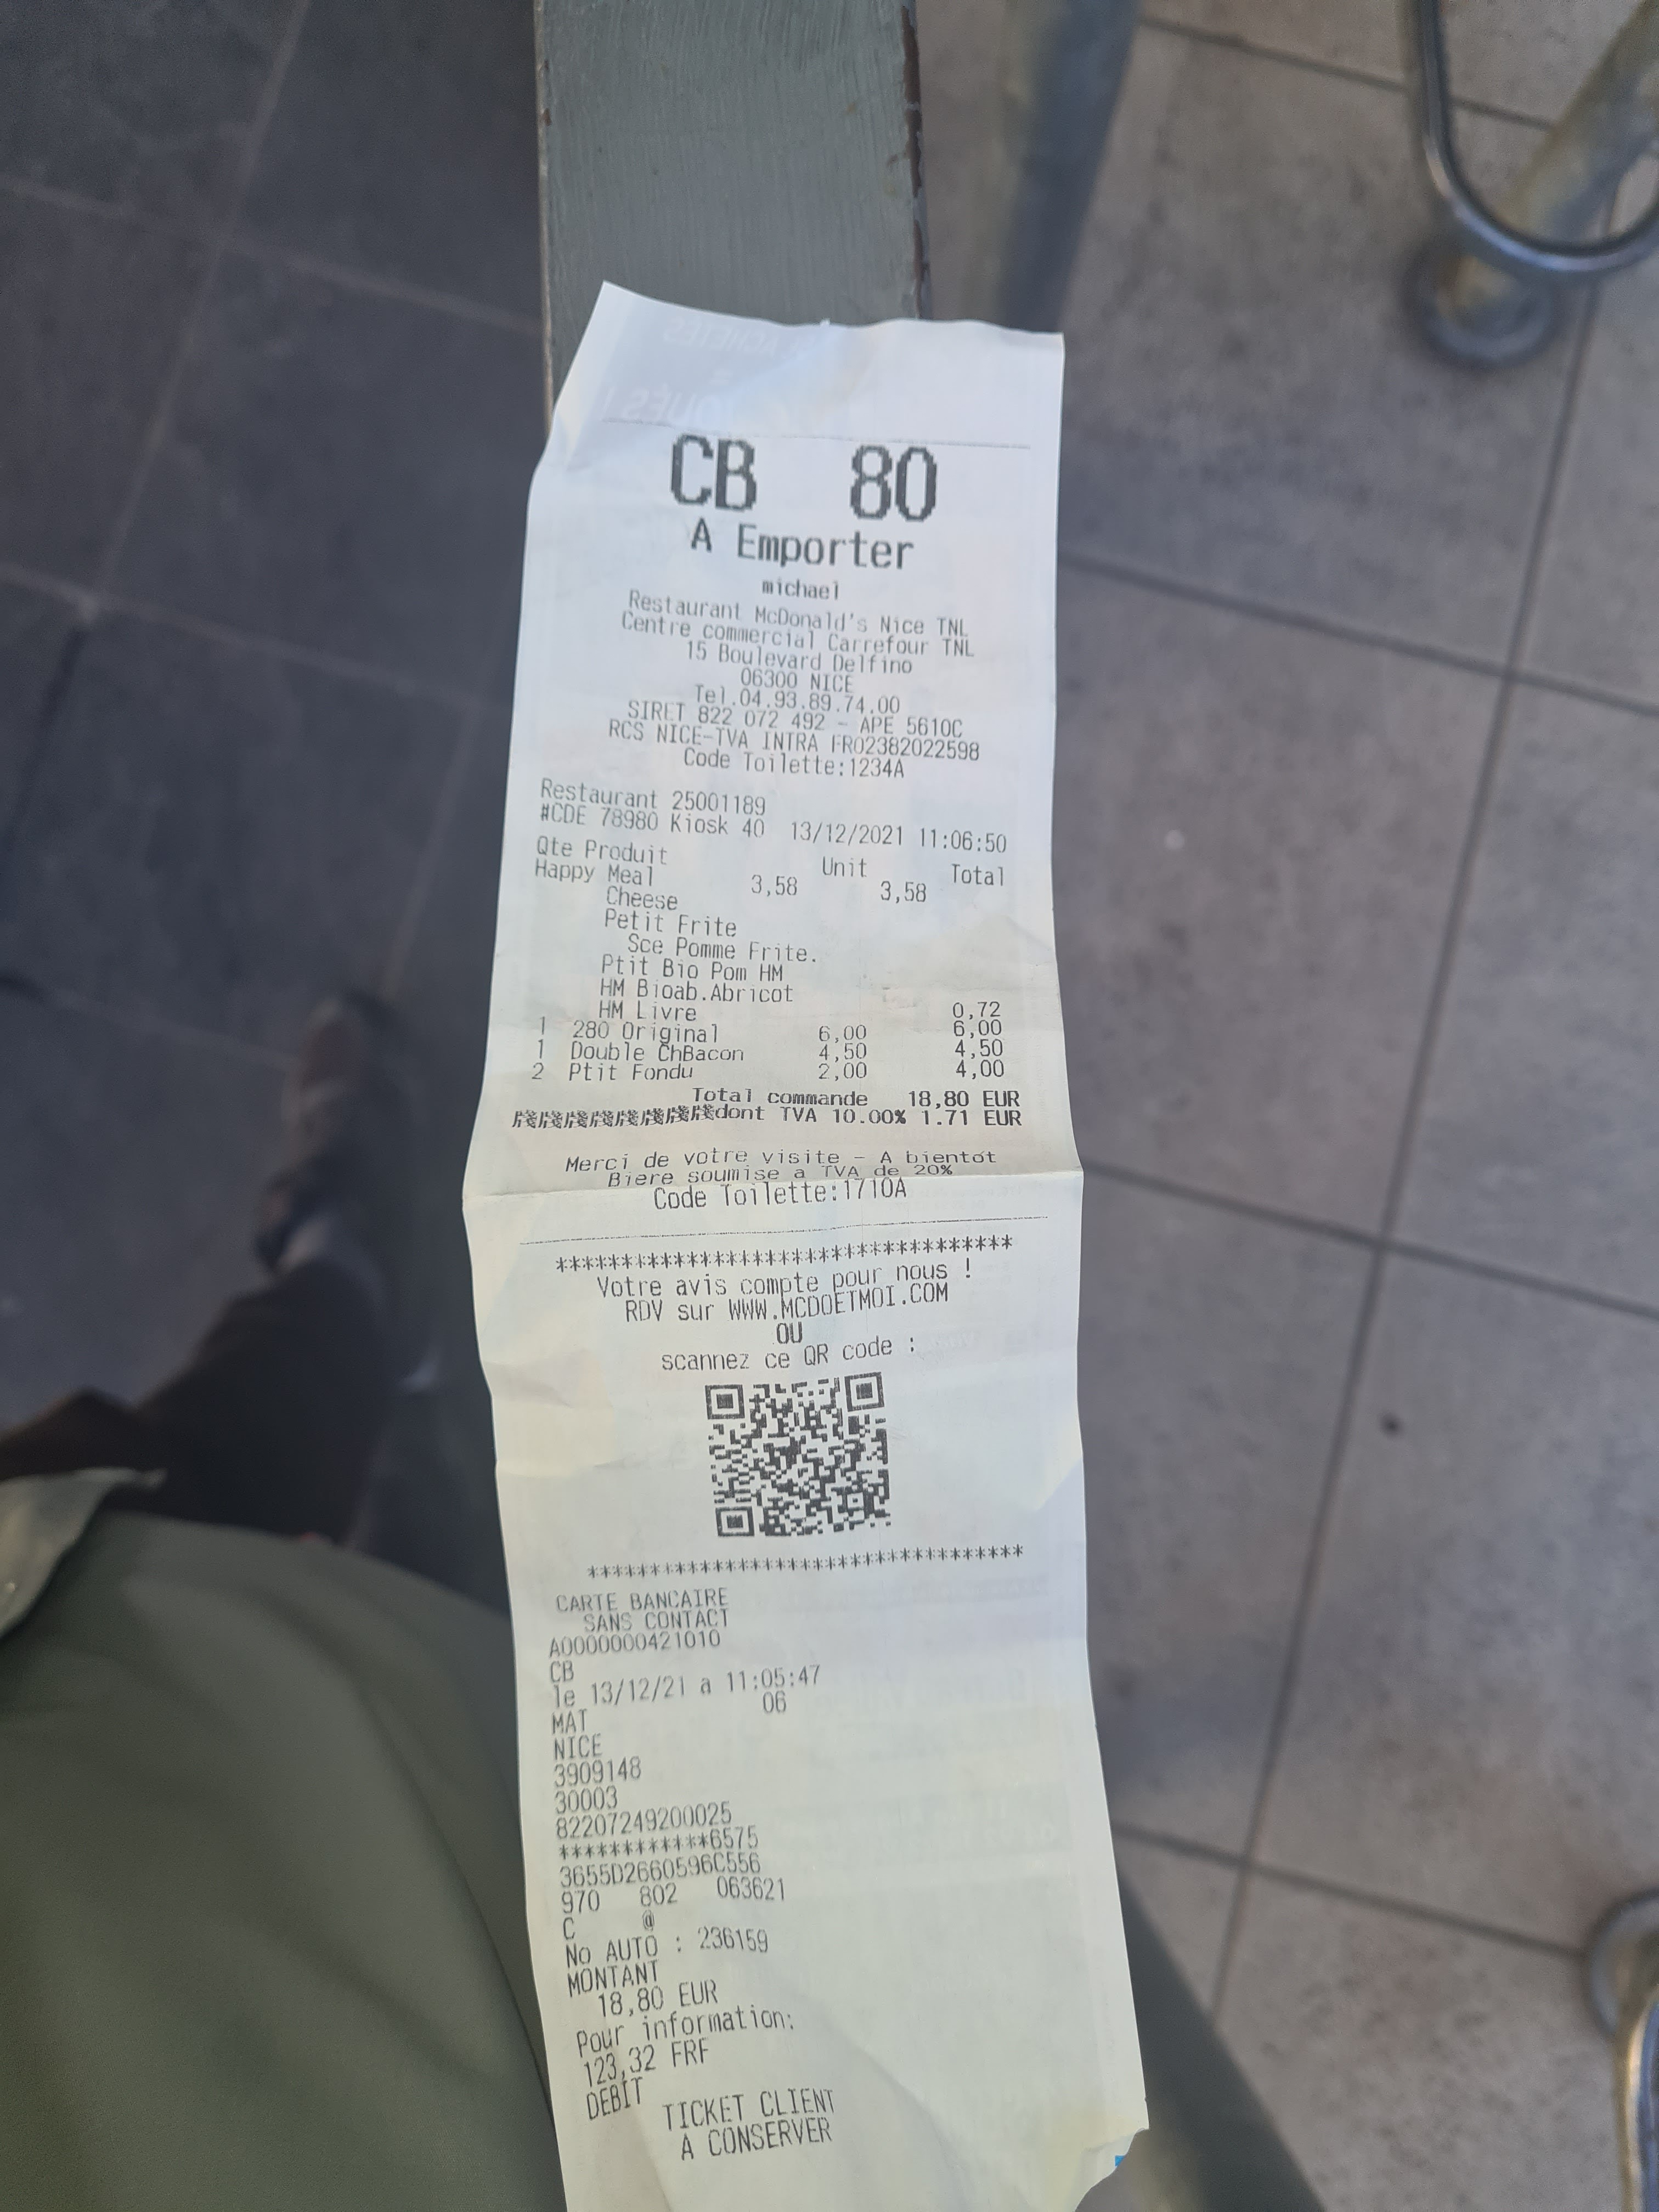 CB 80
A Emporter
michael
Restaurant McDonald's Nice TNL
Centre commercial Carrefour TNL
15 Boulevard Delfino
06300 NICE
Tel.04.93.89.74.00
SIRET 822 072 492 - APE 5610C
RCS NICE-TVA INTRA FR02382022598
Code Toilette:1234A
Restaurant 25001189
#CDE 78980 Kiosk 40 13/12/2021 11:06:50
Qte Produit Unit Total
Happy Meal 3,58 3,58
Cheese
Petit Frite
Sce Pomme Frite.
Ptit Bio Pom HM
HM Bioab.Abricot
HM Livre 0,72
1 280 Original 6,00 6,00
1 Double ChBacon 4,50 4,50
2 Ptit Fondu 2,00 4,00
Total commande 18,80 EUR
dont TVA 10.00% 1.71 EUR
Merci de votre visite - A bientot
Biere soumise a TVA de 20%
Code Toilette:1710A
***********************************
Votre avis compte pour nous !
RDV sur WWW.MCDOETMOI.COM
OU
scannez ce QR code :
***********************************
CARTE BANCAIRE
SANS CONTACT
A0000000421010
CB
le 13/12/21 a 11:05:47
06
MAT
NICE
3909148
30003
82207249200025
************6575
3655D2660596C556
970 802 063621
C @
No AUTO : 236159
MONTANT
18,80 EUR
Pour information:
123,32 FRF
DEBIT
TICKET CLIENT
A CONSERVER